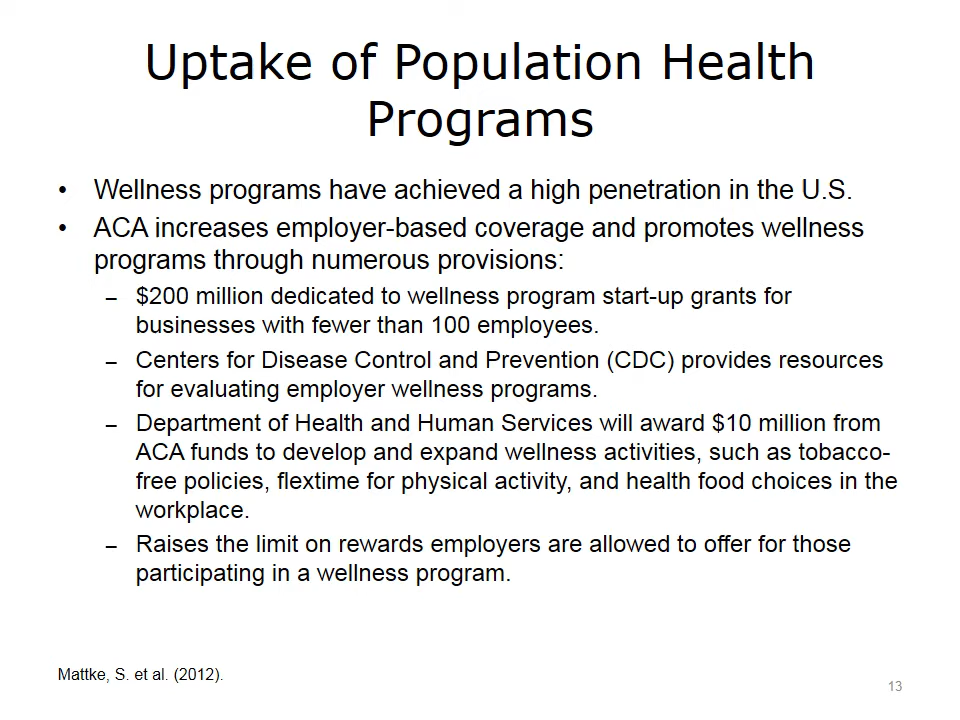 Uptake of Population Health
Programs
• Wellness programs have achieved a high penetration in the U.S.
• ACA increases employer-based coverage and promotes wellness
programs through numerous provisions:
– $200 million dedicated to wellness program start-up grants for
businesses with fewer than 100 employees.
– Centers for Disease Control and Prevention (CDC) provides resources
for evaluating employer wellness programs.
– Department of Health and Human Services will award $10 million from
ACA funds to develop and expand wellness activities, such as tobacco-
free policies, flextime for physical activity, and health food choices in the
workplace.
– Raises the limit on rewards employers are allowed to offer for those
participating in a wellness program.
Mattke, S. et al. (2012).
13